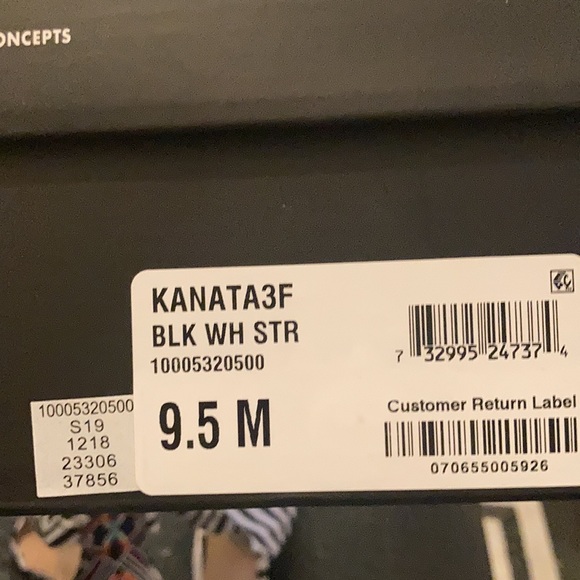 ONCEPTS
KANATA3F
BLK WH STR
10005320500
7 32995 24737 4
9.5 M
Customer Return Label
070655005926
10005320500
S19
1218
23306
37856